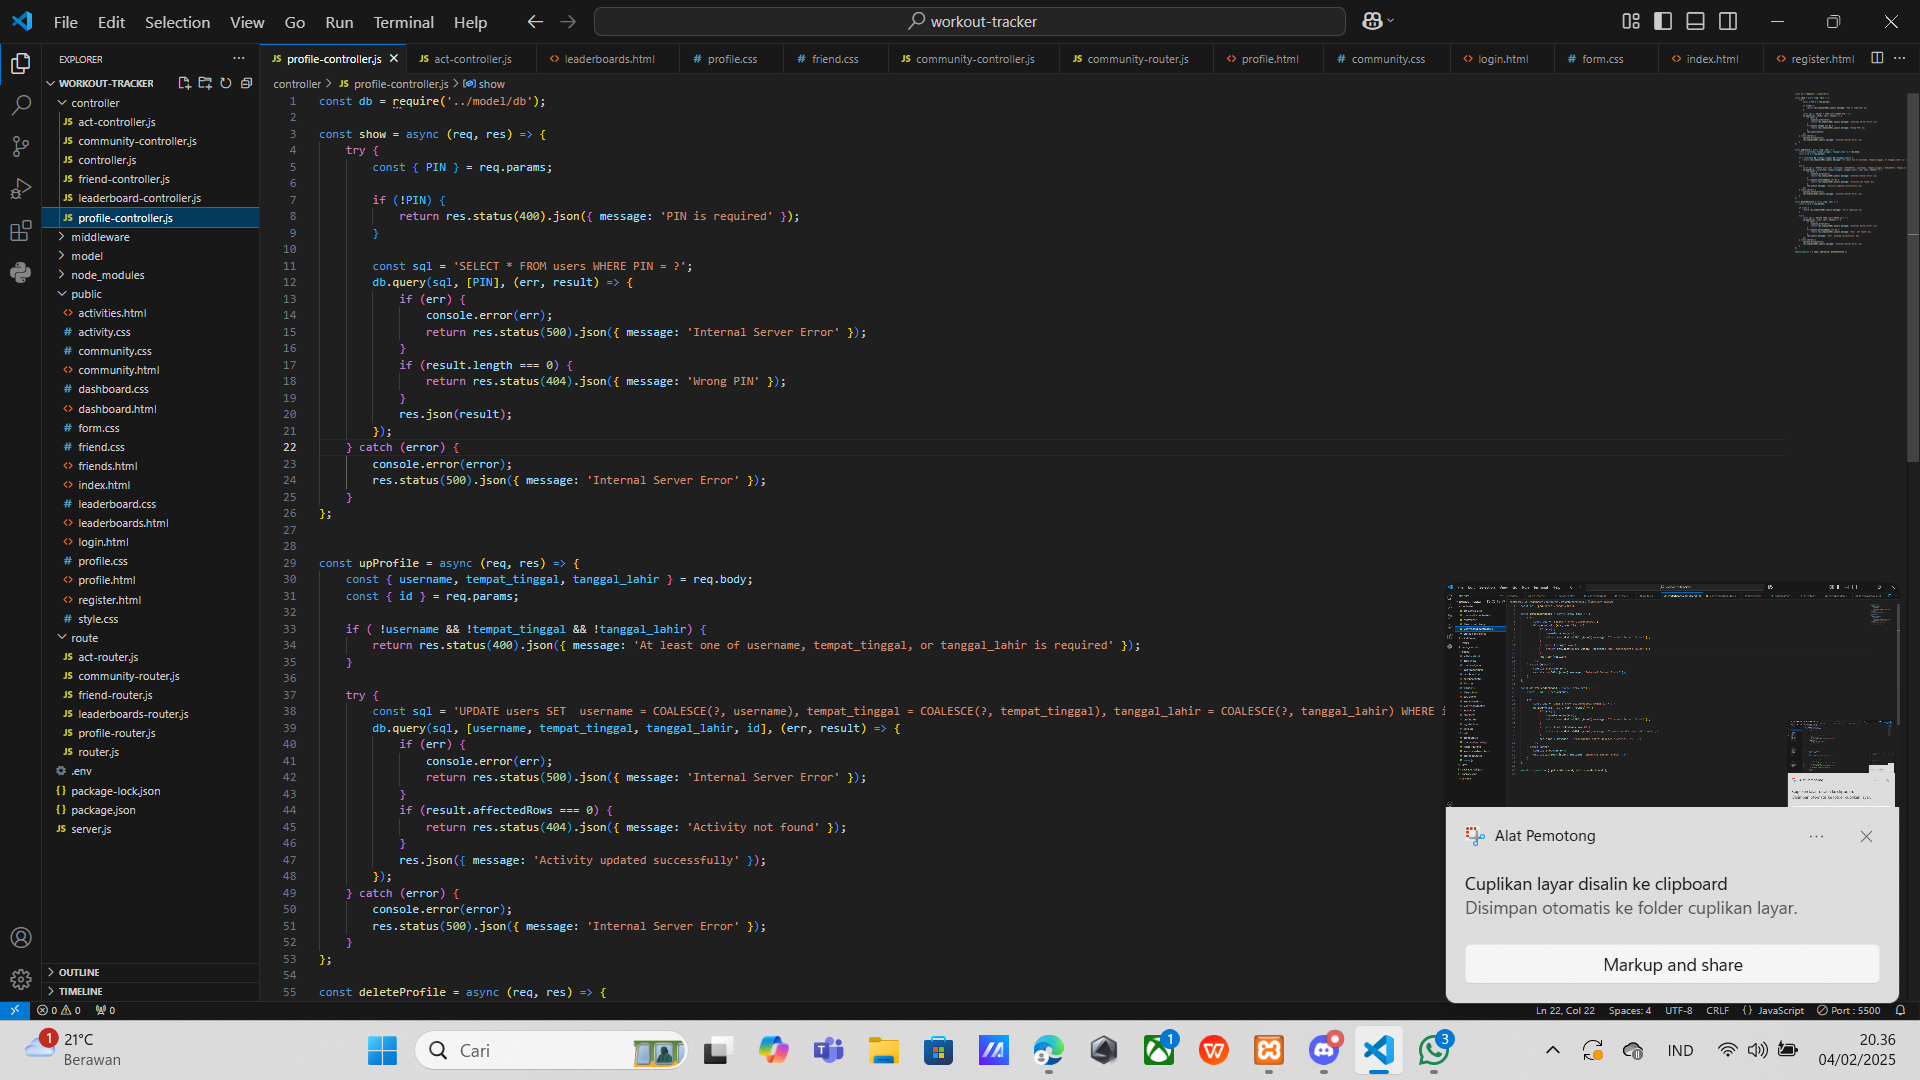 File Edit Selection View Go Run Terminal Help
workout-tracker
EXPLORER
profile-controller.js
act-controller.js
leaderboards.html
profile.css
friend.css
community-controller.js
community-router.js
profile.html
community.css
login.html
form.css
index.html
register.html
WORKOUT-TRACKER
controller
act-controller.js
community-controller.js
controller.js
friend-controller.js
leaderboard-controller.js
profile-controller.js
middleware
model
node_modules
public
activities.html
activity.css
community.css
community.html
dashboard.css
dashboard.html
form.css
friend.css
friends.html
index.html
leaderboard.css
leaderboards.html
login.html
profile.css
profile.html
register.html
style.css
route
act-router.js
community-router.js
friend-router.js
leaderboards-router.js
profile-router.js
router.js
.env
package-lock.json
package.json
server.js
OUTLINE
TIMELINE
controller > JS profile-controller.js > show
1 const db = require('../model/db');
2
3 const show = async (req, res) => {
4 try {
5 const { PIN } = req.params;
6
7 if (!PIN) {
8 return res.status(400).json({ message: 'PIN is required' });
9 }
10
11 const sql = 'SELECT * FROM users WHERE PIN = ?';
12 db.query(sql, [PIN], (err, result) => {
13 if (err) {
14 console.error(err);
15 return res.status(500).json({ message: 'Internal Server Error' });
16 }
17 if (result.length === 0) {
18 return res.status(404).json({ message: 'Wrong PIN' });
19 }
20 res.json(result);
21 });
22 } catch (error) {
23 console.error(error);
24 res.status(500).json({ message: 'Internal Server Error' });
25 }
26 };
27
28
29 const upProfile = async (req, res) => {
30 const { username, tempat_tinggal, tanggal_lahir } = req.body;
31 const { id } = req.params;
32
33 if ( !username && !tempat_tinggal && !tanggal_lahir) {
34 return res.status(400).json({ message: 'At least one of username, tempat_tinggal, or tanggal_lahir is required' });
35 }
36
37 try {
38 const sql = 'UPDATE users SET  username = COALESCE(?, username), tempat_tinggal = COALESCE(?, tempat_tinggal), tanggal_lahir = COALESCE(?, tanggal_lahir) WHERE i
39 db.query(sql, [username, tempat_tinggal, tanggal_lahir, id], (err, result) => {
40 if (err) {
41 console.error(err);
42 return res.status(500).json({ message: 'Internal Server Error' });
43 }
44 if (result.affectedRows === 0) {
45 return res.status(404).json({ message: 'Activity not found' });
46 }
47 res.json({ message: 'Activity updated successfully' });
48 });
49 } catch (error) {
50 console.error(error);
51 res.status(500).json({ message: 'Internal Server Error' });
52 }
53 };
54
55 const deleteProfile = async (req, res) => {
Alat Pemotong
Cuplikan layar disalin ke clipboard
Disimpan otomatis ke folder cuplikan layar.
Markup and share
0 0 0
Ln 22, Col 22 Spaces: 4 UTF-8 CRLF {} JavaScript Port : 5500
1
21°C
Berawan
Cari
1
3
IND
20.36
04/02/2025